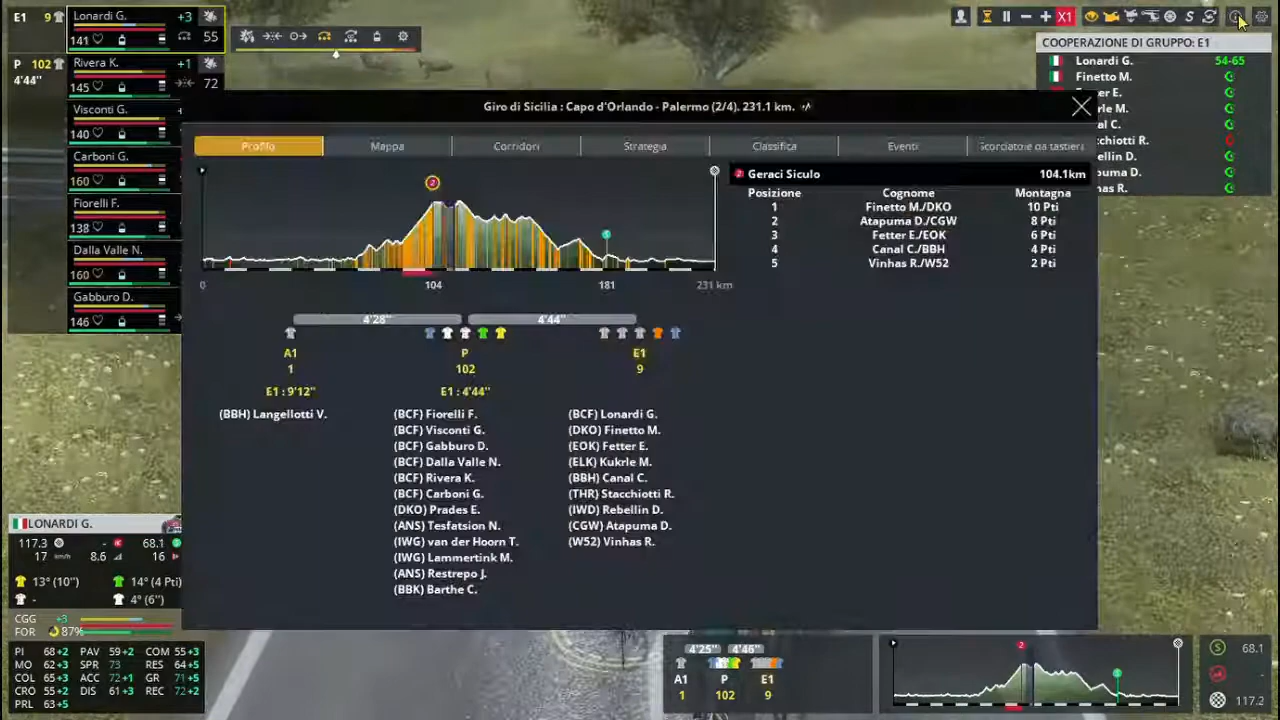 E1 9
Lonardi G. +3
141 55
P 102
4'44''
Rivera K. +1
145 72
Visconti G.
140
Carboni G.
160
Fiorelli F.
138
Dalla Valle N.
160
Gabburo D.
146
X1
COOPERAZIONE DI GRUPPO: E1
Lonardi G. 54-65
Finetto M.
Giro di Sicilia : Capo d'Orlando - Palermo (2/4). 231.1 km.
Profilo Mappa Corridori Strategia Classifica Eventi Scorciatoie da tastiera
2 Geraci Siculo 104.1km
Posizione Cognome Montagna
1 Finetto M./DKO 10 Pti
2 Atapuma D./CGW 8 Pti
3 Fetter E./EOK 6 Pti
4 Canal C./BBH 4 Pti
5 Vinhas R./W52 2 Pti
0 104 181 231 km
4'28'' 4'44''
A1 P E1
1 102 9
E1 : 9'12'' E1 : 4'44''
(BBH) Langellotti V.
(BCF) Fiorelli F.
(BCF) Visconti G.
(BCF) Gabburo D.
(BCF) Dalla Valle N.
(BCF) Rivera K.
(BCF) Carboni G.
(DKO) Prades E.
(ANS) Tesfatsion N.
(IWG) van der Hoorn T.
(IWG) Lammertink M.
(ANS) Restrepo J.
(BBK) Barthe C.
(BCF) Lonardi G.
(DKO) Finetto M.
(EOK) Fetter E.
(ELK) Kukrle M.
(BBH) Canal C.
(THR) Stacchiotti R.
(IWD) Rebellin D.
(CGW) Atapuma D.
(W52) Vinhas R.
LONARDI G.
117.3 - 68.1
17 km/h 8.6 16
13° (10'') 14° (4 Pti)
- 4° (6'')
CGG +3
FOR 87%
PI 68+2 PAV 59+2 COM 55+3
MO 62+3 SPR 73 RES 64+5
COL 65+3 ACC 72+1 GR 71+5
CRO 55+2 DIS 61+3 REC 72+2
PRL 63+5
4'25'' 4'46''
A1 P E1
1 102 9
68.1
-
117.2